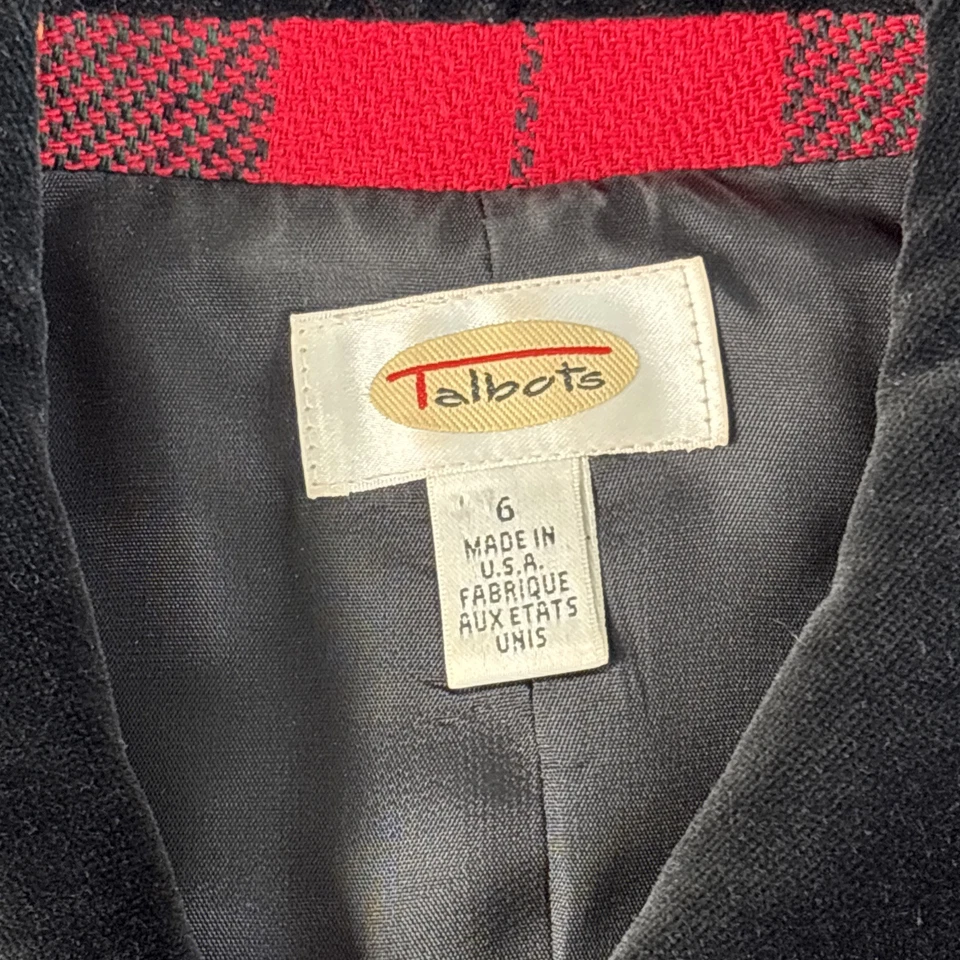 Talbots
6
MADE IN
U.S.A.
FABRIQUE
AUX ETATS
UNIS